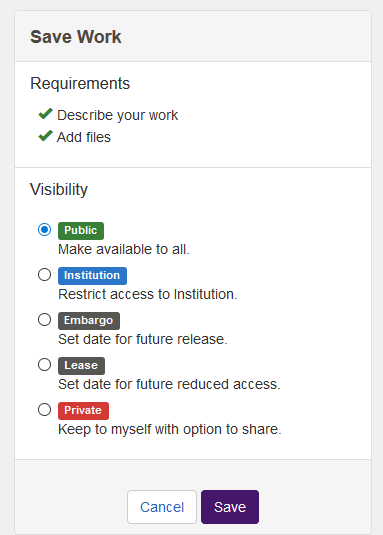 Save Work
Requirements
Describe your work
Add files
Visibility
Public
Make available to all.
Institution
Restrict access to Institution.
Embargo
Set date for future release.
Lease
Set date for future reduced access.
Private
Keep to myself with option to share.
Cancel Save